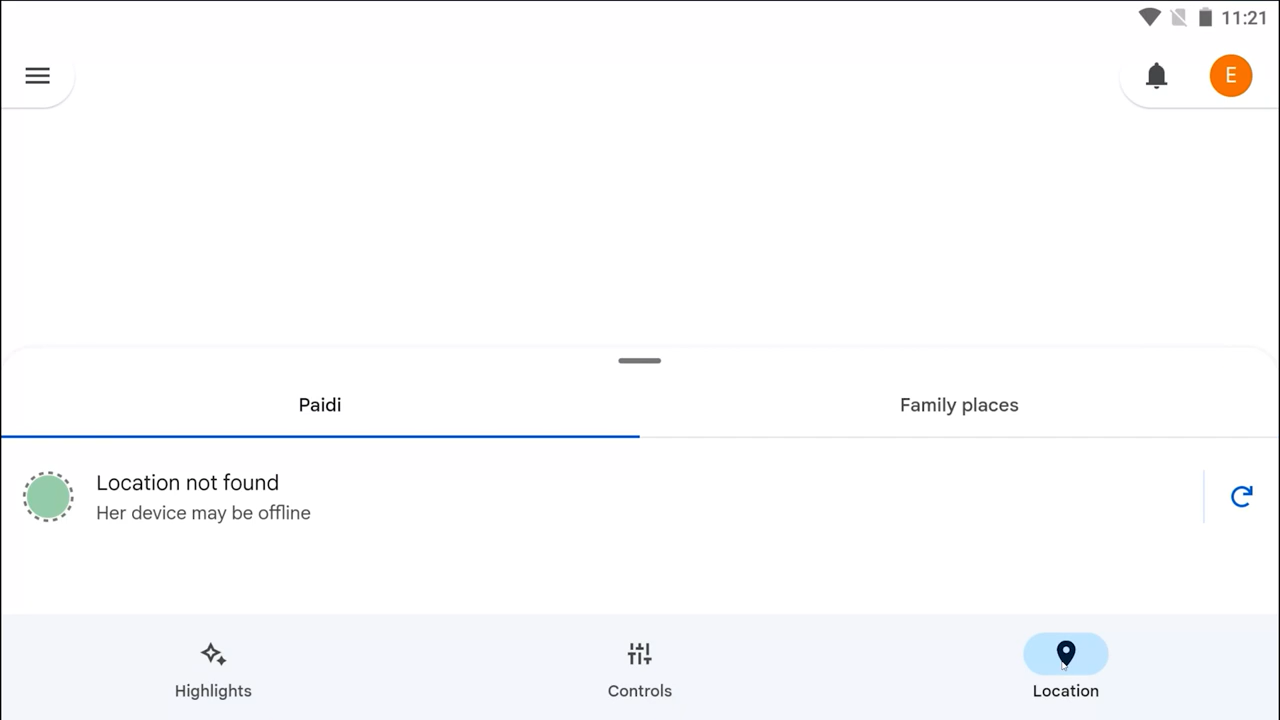 11:21
E
Paidi
Family places
Location not found
Her device may be offline
Highlights
Controls
Location